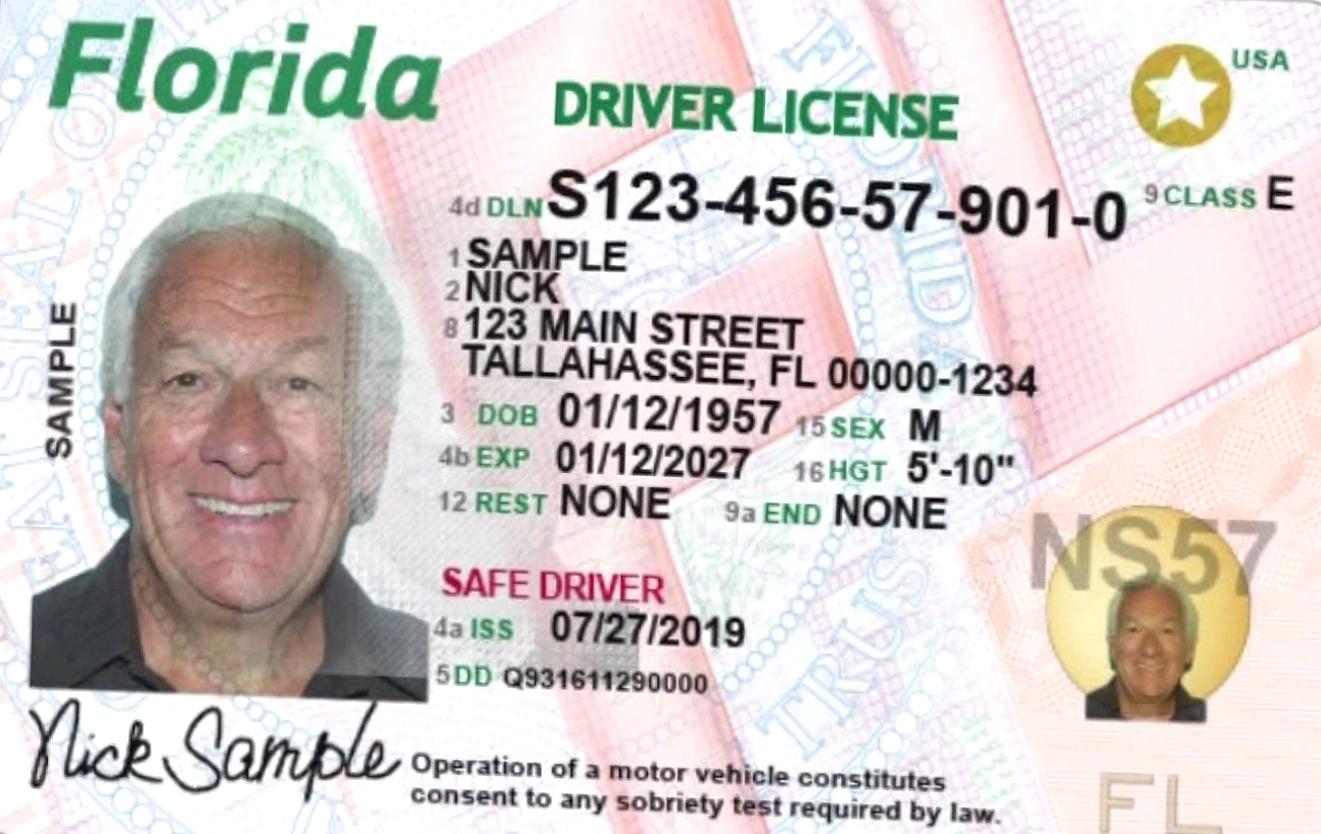 Florida
DRIVER LICENSE
USA
4d DLN S123-456-57-901-0
9 CLASS E
1 SAMPLE
2 NICK
8 123 MAIN STREET
TALLAHASSEE, FL 00000-1234
3 DOB 01/12/1957 15 SEX M
4b EXP 01/12/2027 16 HGT 5'-10"
12 REST NONE 9a END NONE
SAFE DRIVER
4a ISS 07/27/2019
5 DD Q931611290000
SAMPLE
Nick Sample
Operation of a motor vehicle constitutes
consent to any sobriety test required by law.
NS57
FL
TRUS